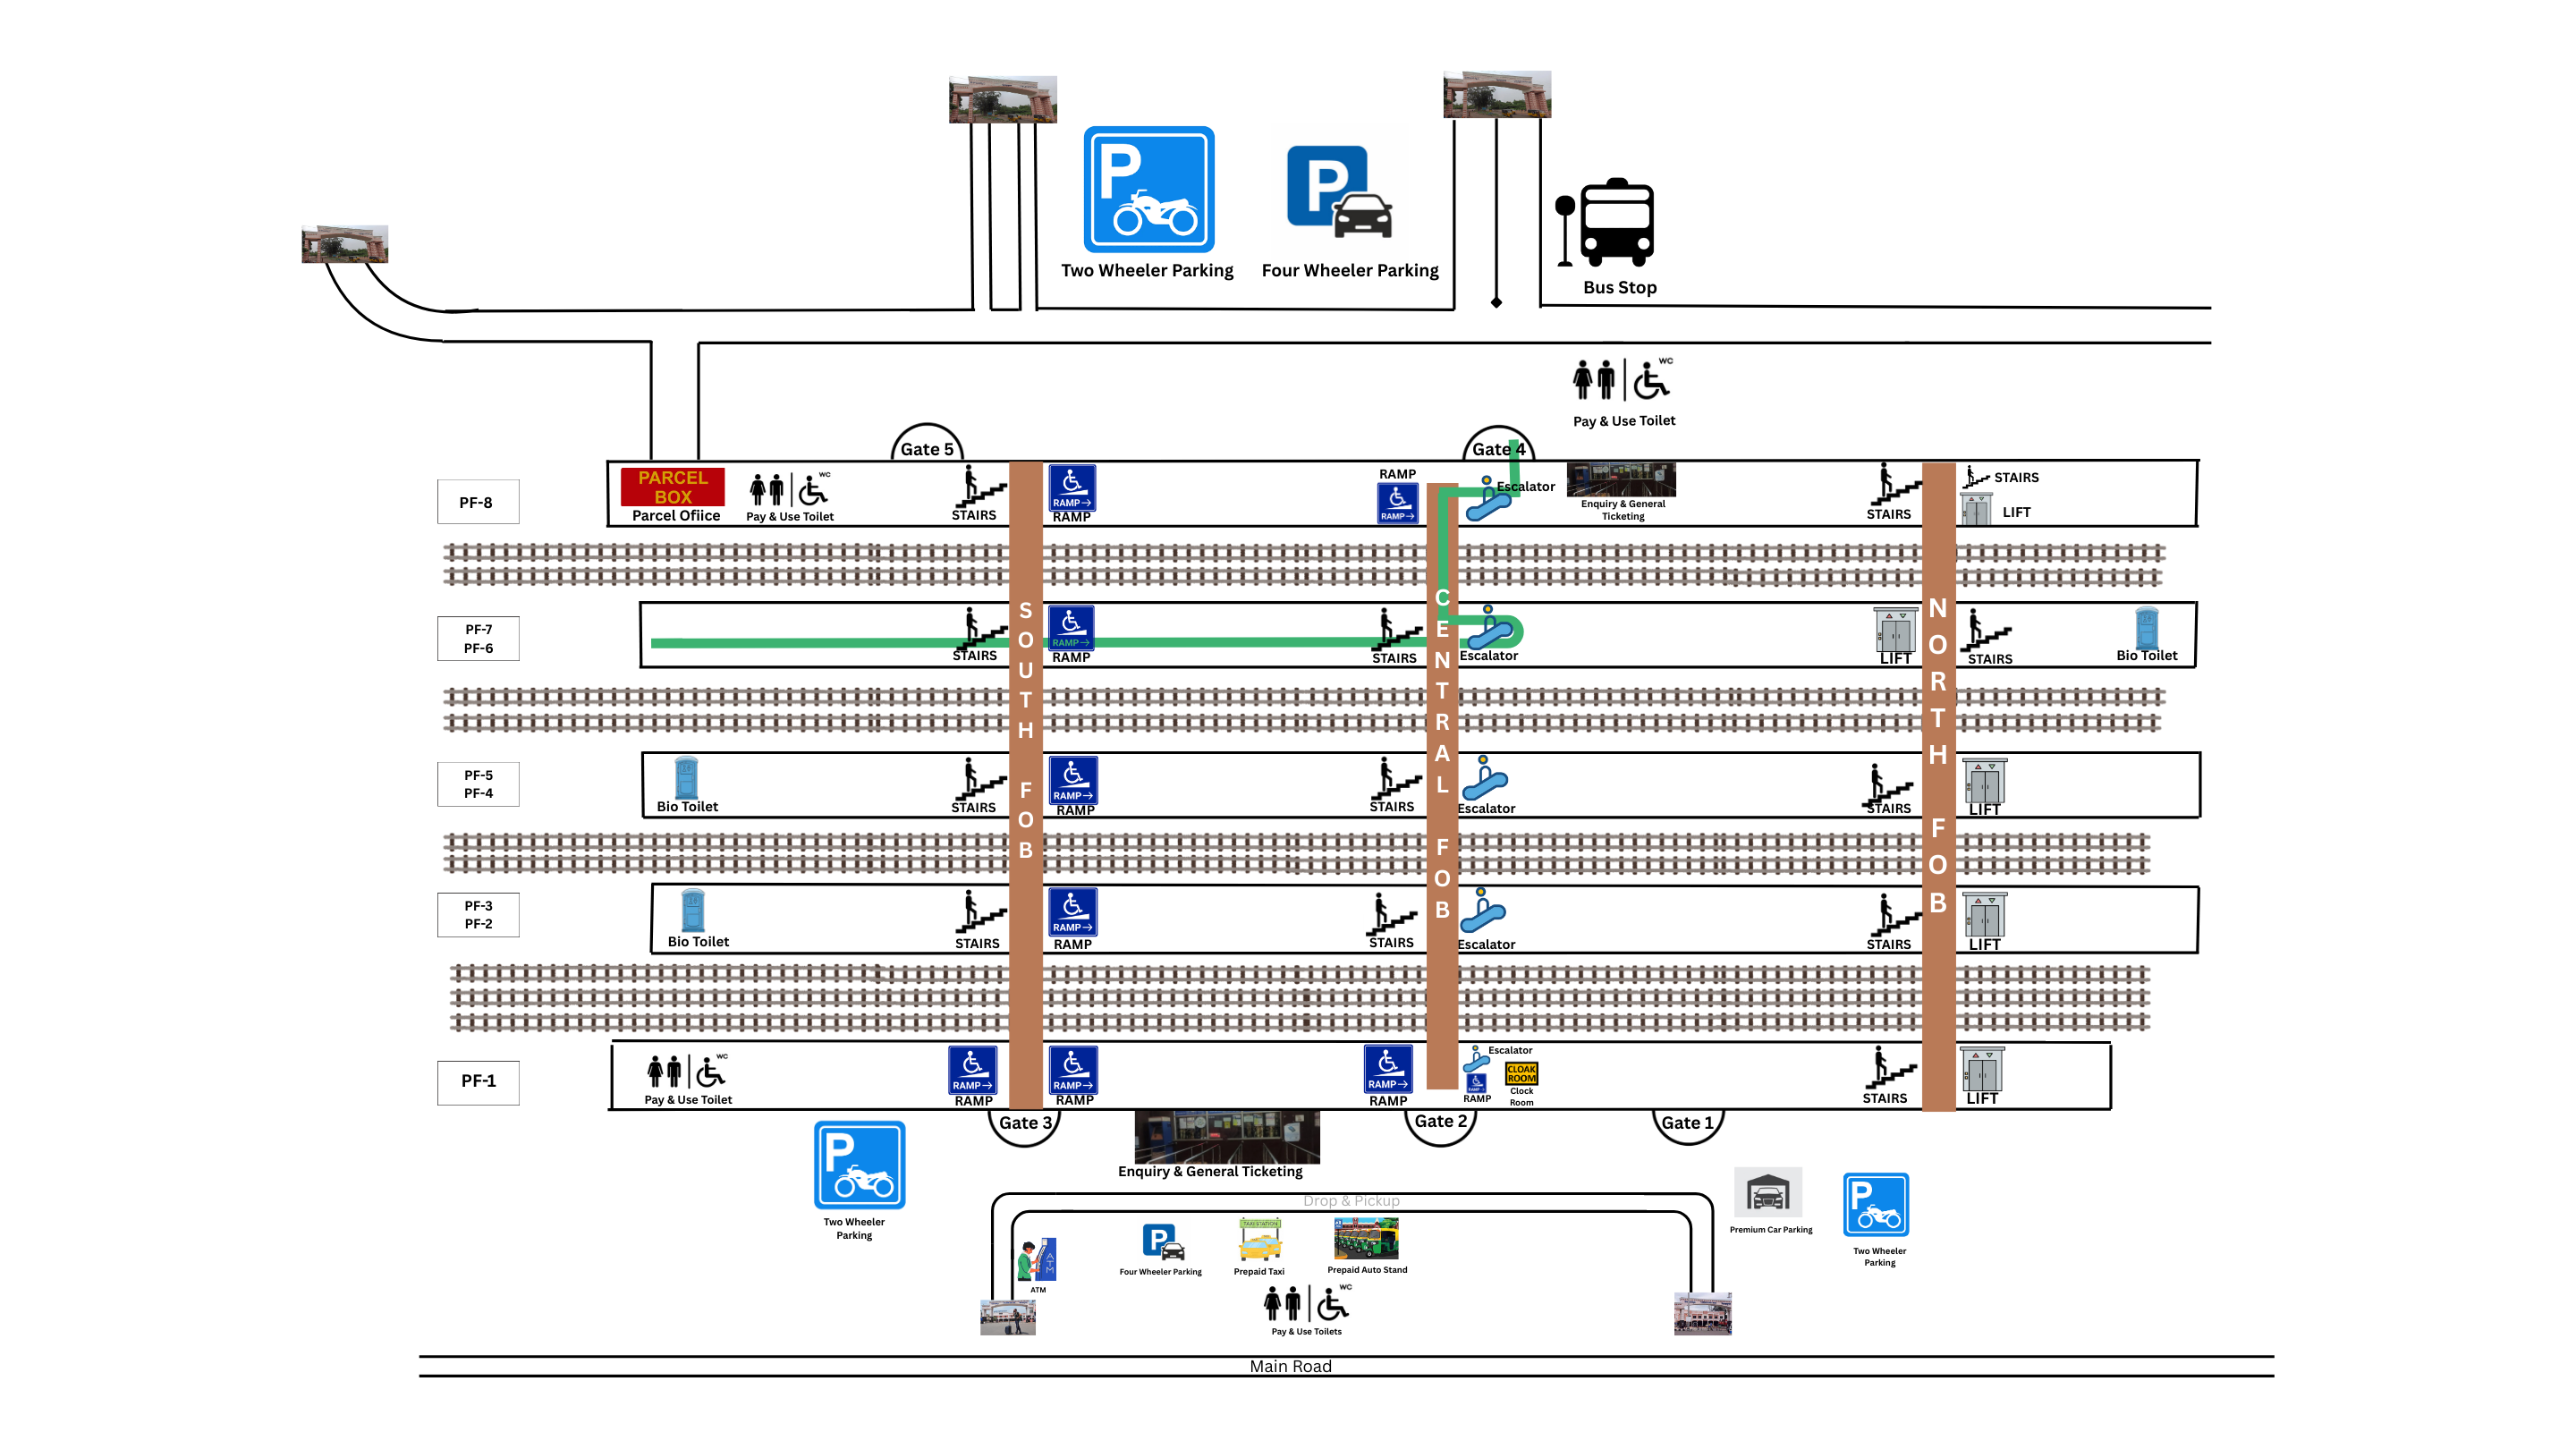 P
Two Wheeler Parking
P
Four Wheeler Parking
Bus Stop
WC
Pay & Use Toilet
Gate 5
Gate 4
PF-8
PARCEL
BOX
Parcel Ofiice
WC
Pay & Use Toilet
STAIRS
RAMP→
RAMP
RAMP
RAMP→
Escalator
Enquiry & General
Ticketing
STAIRS
STAIRS
LIFT
PF-7
PF-6
STAIRS
RAMP→
RAMP
STAIRS
Escalator
LIFT
STAIRS
Bio Toilet
SOUTH FOB
CENTRAL FOB
NORTH FOB
PF-5
PF-4
Bio Toilet
STAIRS
RAMP→
RAMP
STAIRS
Escalator
STAIRS
LIFT
PF-3
PF-2
Bio Toilet
STAIRS
RAMP→
RAMP
STAIRS
Escalator
STAIRS
LIFT
PF-1
WC
Pay & Use Toilet
RAMP→
RAMP
RAMP→
RAMP
RAMP→
RAMP
Escalator
RAMP
CLOAK
ROOM
Clock
Room
STAIRS
LIFT
Gate 3
Gate 2
Gate 1
Enquiry & General Ticketing
P
Two Wheeler
Parking
Drop & Pickup
ATM
ATM
P
Four Wheeler Parking
TAXI STATION
Prepaid Taxi
Prepaid Auto Stand
WC
Pay & Use Toilets
Premium Car Parking
P
Two Wheeler
Parking
Main Road